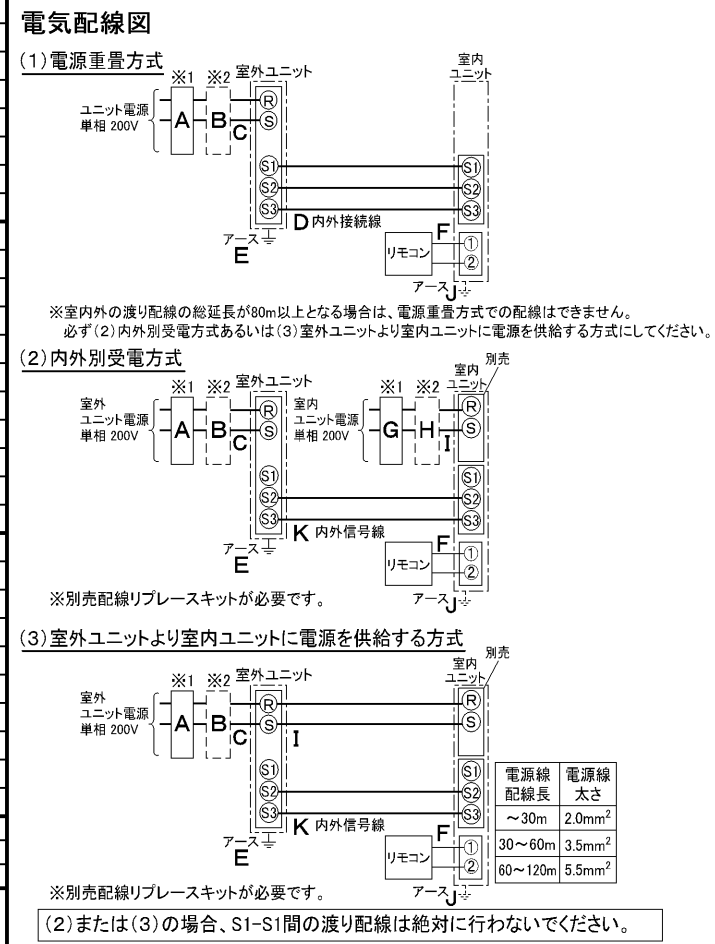 電気配線図
(1)電源重畳方式
※1 ※2 室外ユニット
室内
ユニット
ユニット電源
単相 200V
A B C
R
S
S1 S1
S2 S2
S3 S3
D 内外接続線
アース
E
リモコン
F
①
②
アース J
※室内外の渡り配線の総延長が80m以上となる場合は、電源重畳方式での配線はできません。
必ず(2)内外別受電方式あるいは(3)室外ユニットより室内ユニットに電源を供給する方式にしてください。
(2)内外別受電方式
※1 ※2 室外ユニット
※1 ※2 室内
ユニット
別売
室外
ユニット電源
単相 200V
A B C
R
S
室内
ユニット電源
単相 200V
G H I
R
S
S1 S1
S2 S2
S3 S3
K 内外信号線
アース
E
リモコン
F
①
②
アース J
※別売配線リプレースキットが必要です。
(3)室外ユニットより室内ユニットに電源を供給する方式
※1 ※2 室外ユニット
室内
ユニット
別売
室外
ユニット電源
単相 200V
A B C
R R
S S
I
S1 S1
S2 S2
S3 S3
K 内外信号線
アース
E
リモコン
F
①
②
アース J
電源線
配線長
電源線
太さ
～30m 2.0mm²
30～60m 3.5mm²
60～120m 5.5mm²
※別売配線リプレースキットが必要です。
(2)または(3)の場合、S1-S1間の渡り配線は絶対に行わないでください。